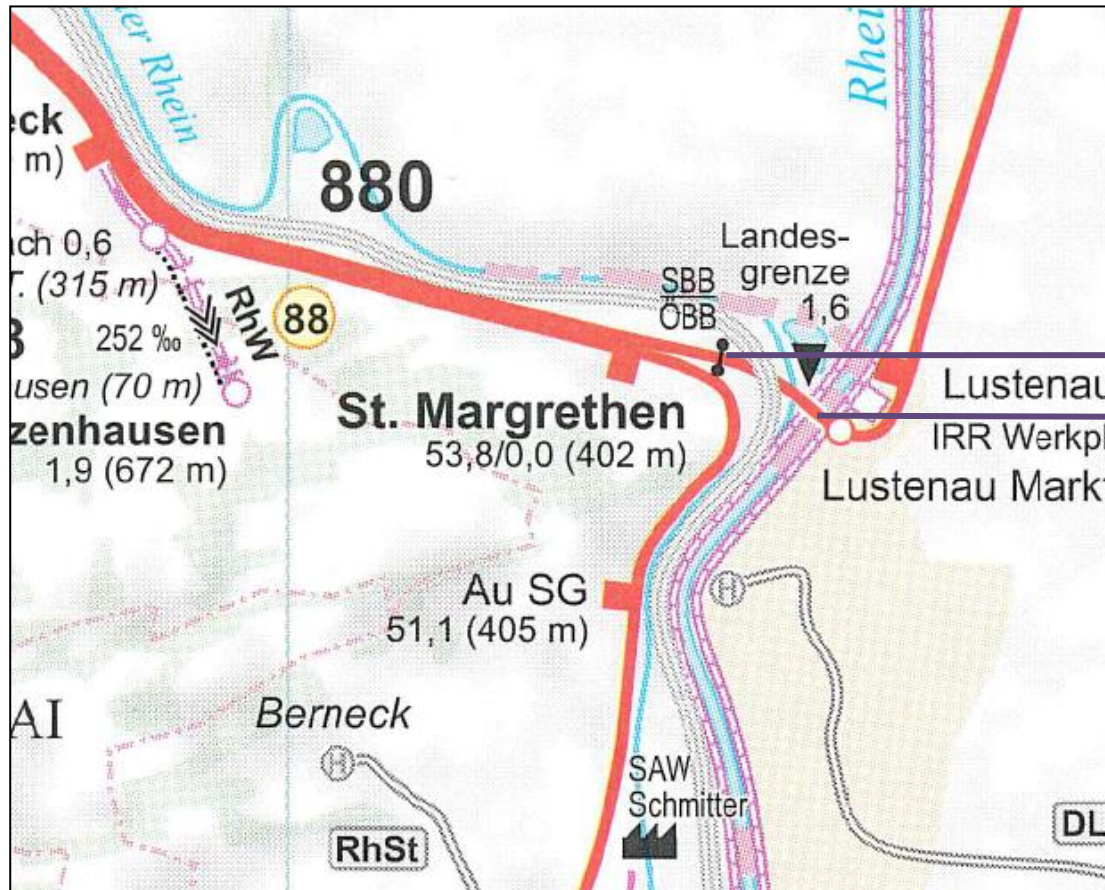 er Rhein
Rhein
eck
m)
880
ach 0,6
T. (315 m)
252 ‰
RhW
88
ausen (70 m)
zenhausen
1,9 (672 m)
Landes-
grenze
1,6
SBB
ÖBB
St. Margrethen
53,8/0,0 (402 m)
Lustenau
IRR Werkpl
Lustenau Markt
Au SG
51,1 (405 m)
H
AI
Berneck
H
SAW
Schmitter
RhSt
DL